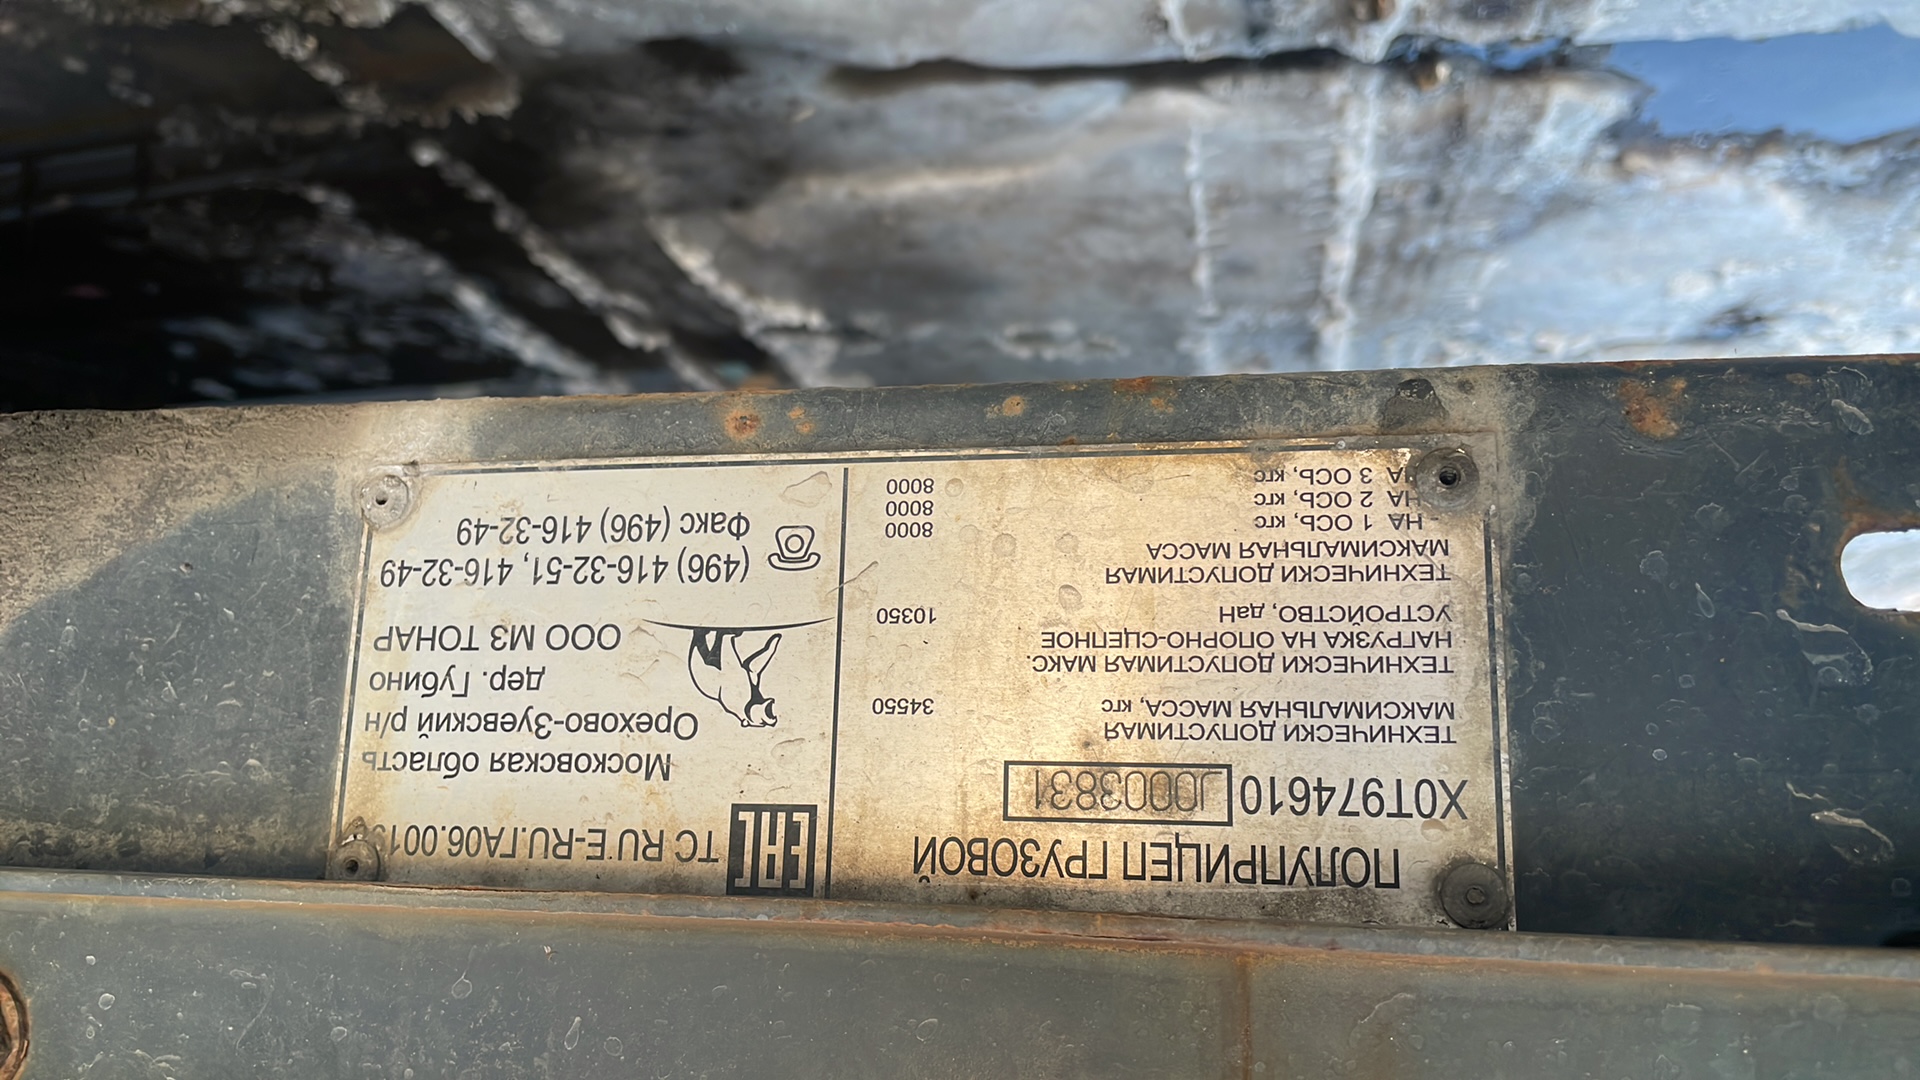 ПОЛУПРИЦЕП ГРУЗОВОЙ
X0T974610 J0003831
ТЕХНИЧЕСКИ ДОПУСТИМАЯ
МАКСИМАЛЬНАЯ МАССА, кгс 34550
ТЕХНИЧЕСКИ ДОПУСТИМАЯ МАКС.
НАГРУЗКА НА ОПОРНО-СЦЕПНОЕ
УСТРОЙСТВО, даН 10350
ТЕХНИЧЕСКИ ДОПУСТИМАЯ
МАКСИМАЛЬНАЯ МАССА
- НА 1 ОСЬ, кгс 8000
НА 2 ОСЬ, кгс 8000
НА 3 ОСЬ, кгс 8000
EAC ТС RU E-RU.ГА06.001
Московская область
Орехово-Зуевский р/н
дер. Губино
ООО МЗ ТОНАР
(496) 416-32-51, 416-32-49
Факс (496) 416-32-49